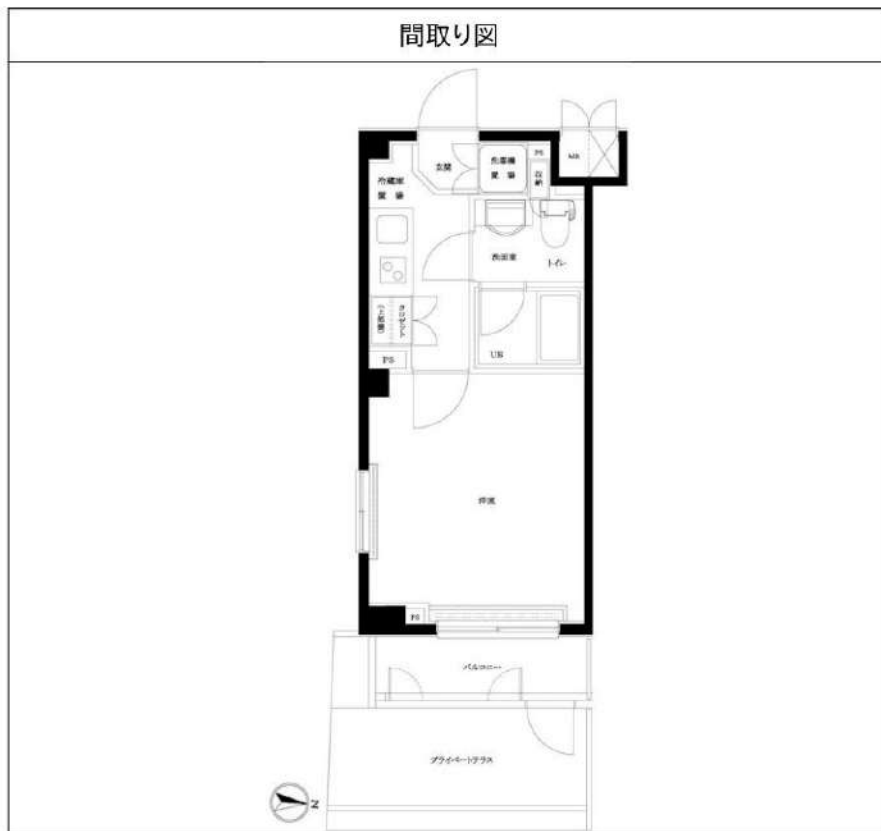 間取り図
玄関
洗濯機
置場
PS
収納
MB
冷蔵庫
置場
洗面室
トイレ
クロゼット
(上部棚)
PS
UB
洋室
PS
バルコニー
プライベートテラス
N